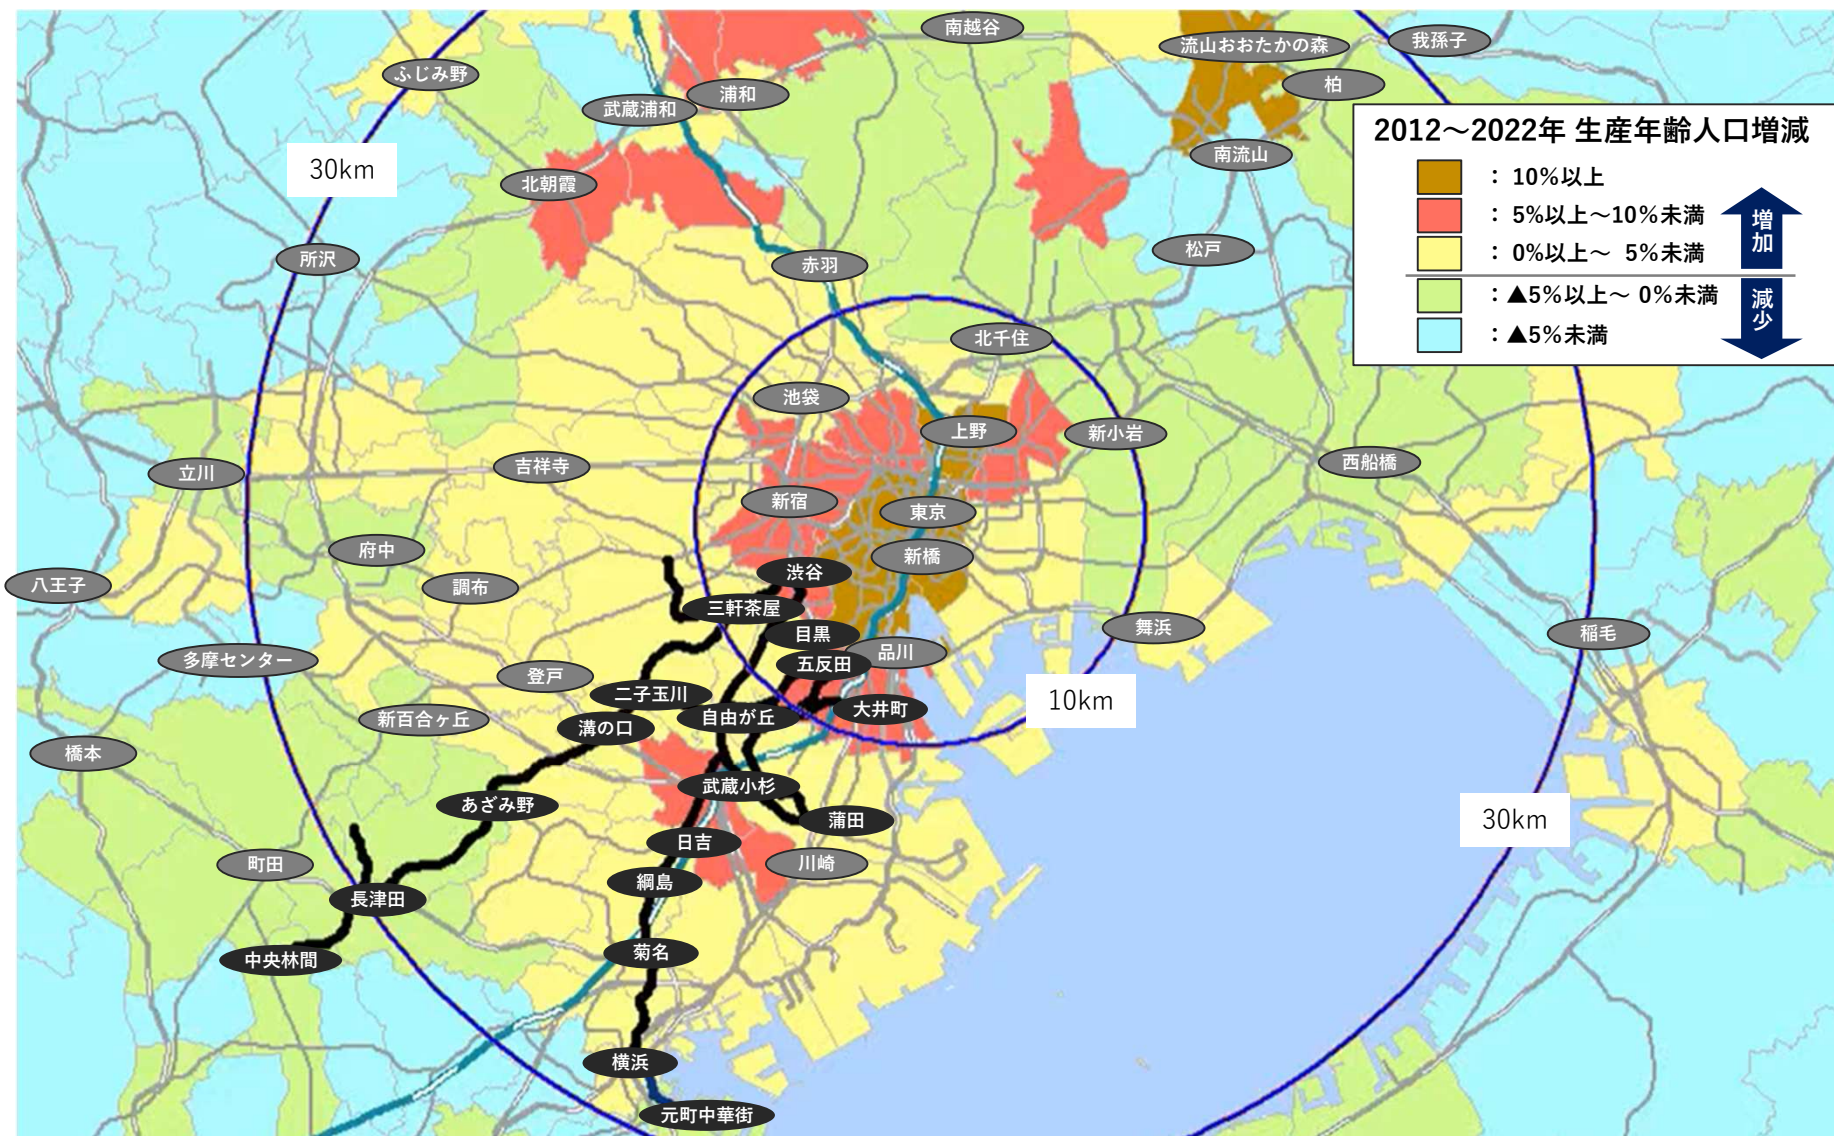 南越谷
流山おおたかの森
我孫子
ふじみ野
浦和
柏
武蔵浦和
2012〜2022年 生産年齢人口増減
南流山
30km
北朝霞
：10%以上
：5%以上〜10%未満
：0%以上〜 5%未満
増加
：▲5%以上〜 0%未満
：▲5%未満
減少
松戸
所沢
赤羽
北千住
池袋
上野
新小岩
西船橋
立川
吉祥寺
新宿
東京
府中
新橋
八王子
調布
渋谷
三軒茶屋
目黒
舞浜
稲毛
多摩センター
登戸
五反田
品川
二子玉川
10km
新百合ヶ丘
溝の口
自由が丘
大井町
橋本
武蔵小杉
あざみ野
蒲田
30km
日吉
町田
川崎
綱島
長津田
中央林間
菊名
横浜
元町中華街